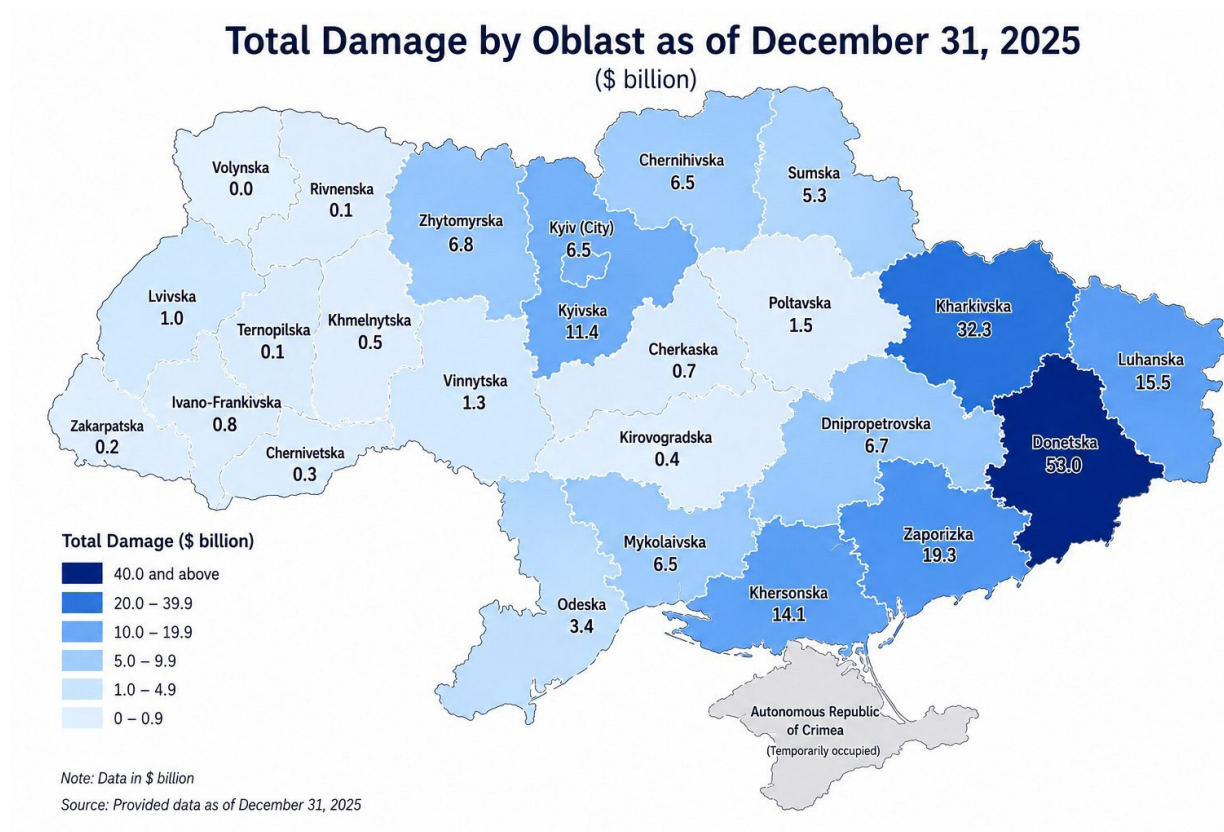 Total Damage by Oblast as of December 31, 2025
($ billion)
Volynska
0.0
Rivnenska
0.1
Zhytomyrska
6.8
Kyiv (City)
6.5
Kyivska
11.4
Chernihivska
6.5
Sumska
5.3
Lvivska
1.0
Ternopilska
0.1
Khmelnytska
0.5
Vinnytska
1.3
Cherkaska
0.7
Poltavska
1.5
Kharkivska
32.3
Luhanska
15.5
Zakarpatska
0.2
Ivano-Frankivska
0.8
Chernivetska
0.3
Kirovogradska
0.4
Dnipropetrovska
6.7
Donetska
53.0
Odeska
3.4
Mykolaivska
6.5
Khersonska
14.1
Zaporizka
19.3
Autonomous Republic
of Crimea
(Temporarily occupied)
Total Damage ($ billion)
40.0 and above
20.0 – 39.9
10.0 – 19.9
5.0 – 9.9
1.0 – 4.9
0 – 0.9
Note: Data in $ billion
Source: Provided data as of December 31, 2025